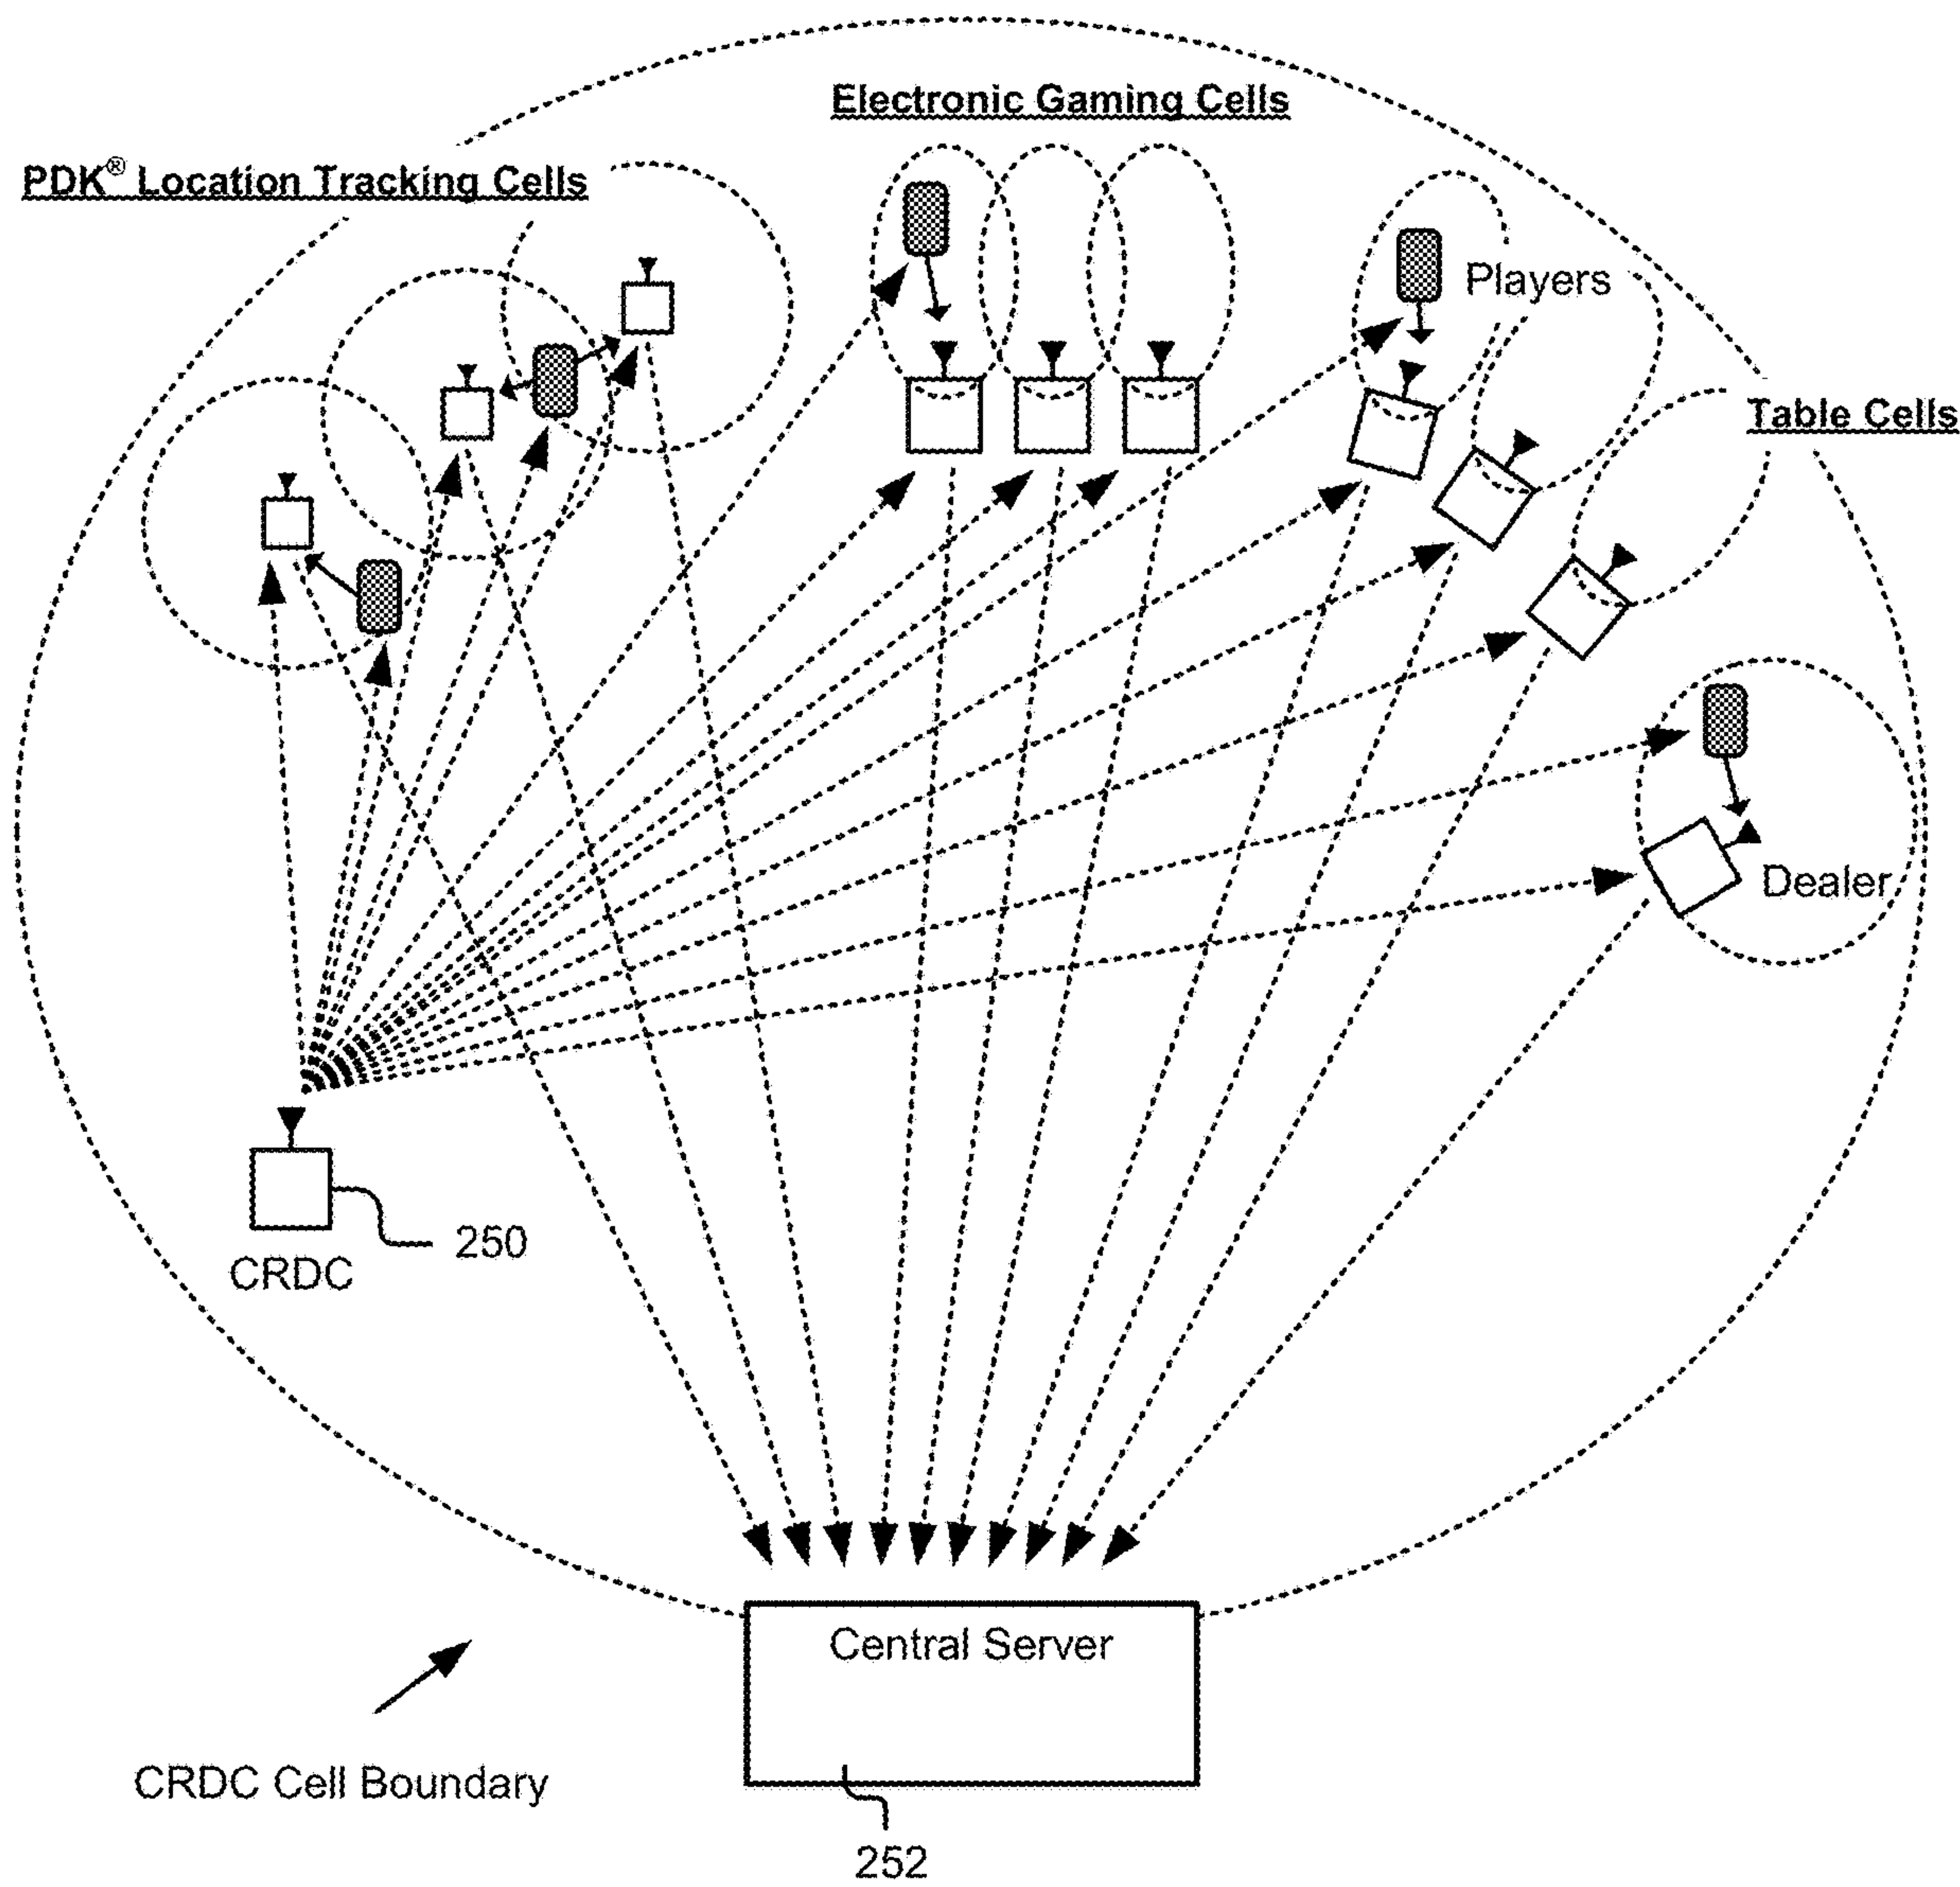 Electronic Gaming Cells
PDK® Location Tracking Cells
Players
Table Cells
Dealer
250
CRDC
Central Server
CRDC Cell Boundary
252